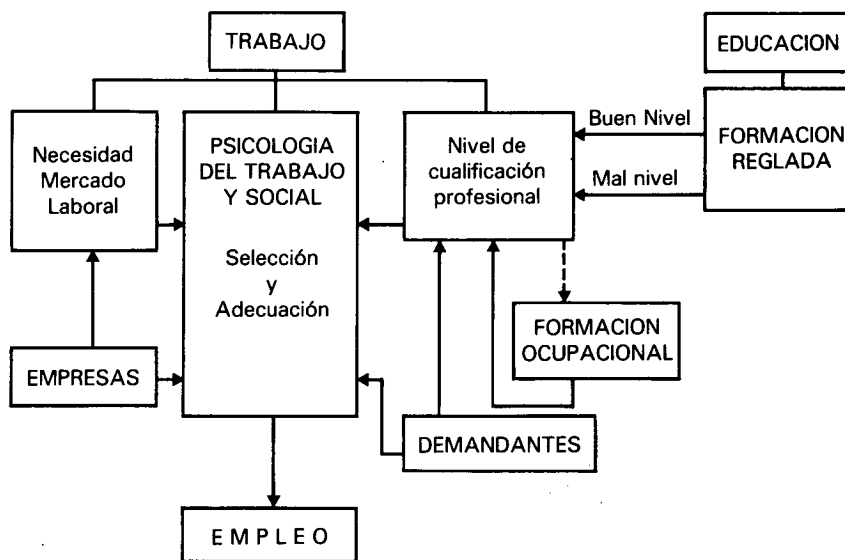 TRABAJO
EDUCACION
Necesidad
Mercado
Laboral
PSICOLOGIA
DEL TRABAJO
Y SOCIAL
Selección
y
Adecuación
Nivel de
cualificación
profesional
Buen Nivel
Mal nivel
FORMACION
REGLADA
FORMACION
OCUPACIONAL
EMPRESAS
DEMANDANTES
EMPLEO